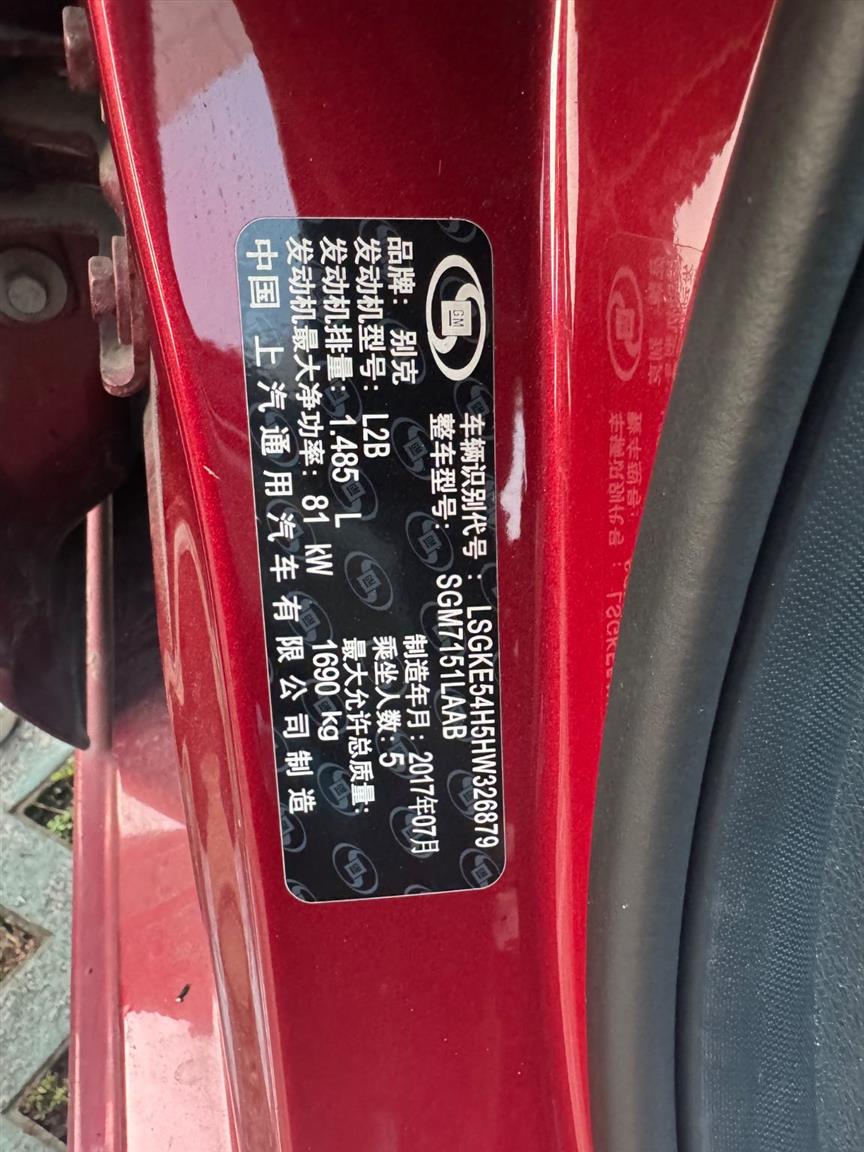 GM
车辆识别代号：LSGKE54H5HW326879
整车型号：SGM7151LAAB
品牌：别克
制造年月：2017年07月
发动机型号：L2B
乘坐人数：5
发动机排量：1.485 L
最大允许总质量：
发动机最大净功率：81 kW
1690 kg
中国 上汽通用汽车有限公司制造